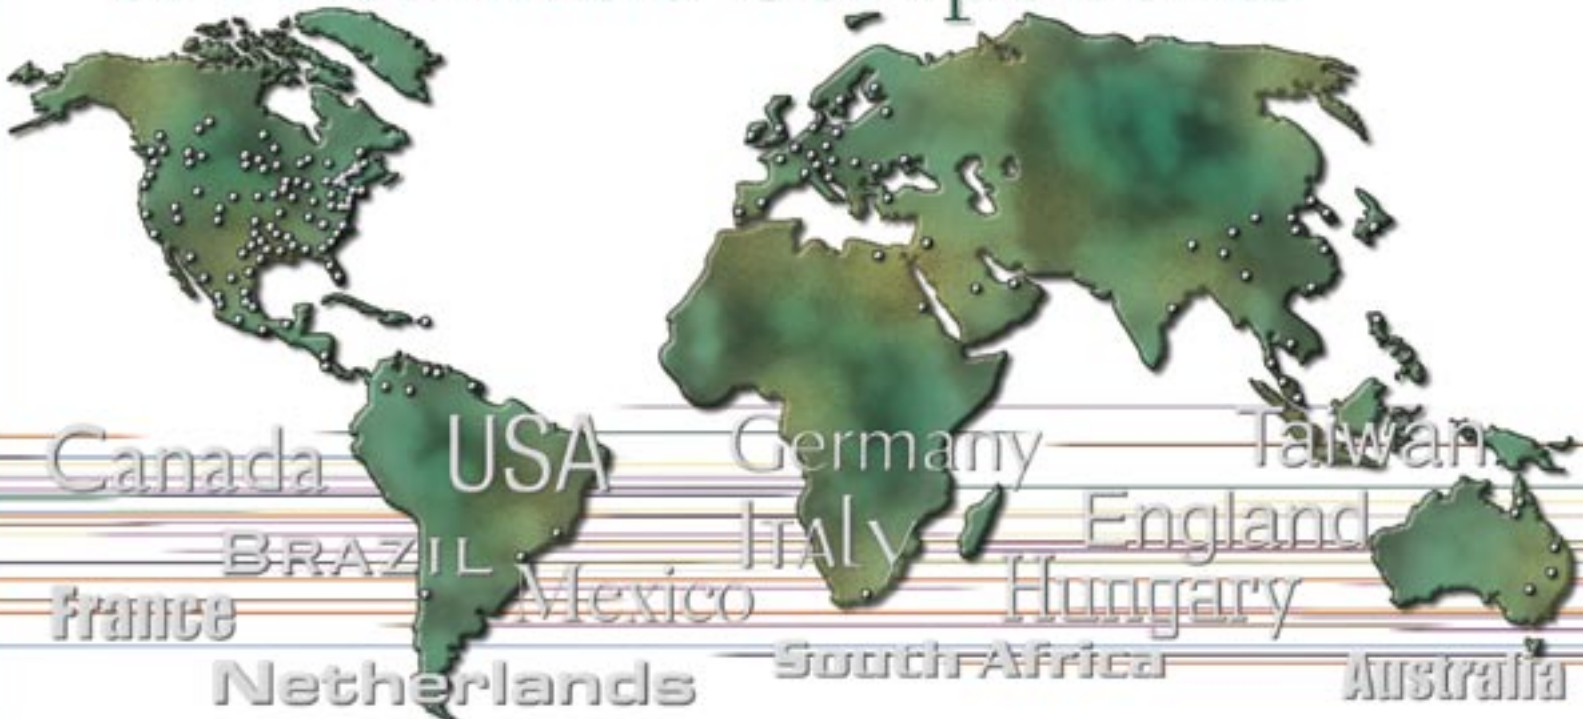 Canada USA Germany Taiwan
BRAZIL ITAly England
France Mexico Hungary
Netherlands South Africa Australia